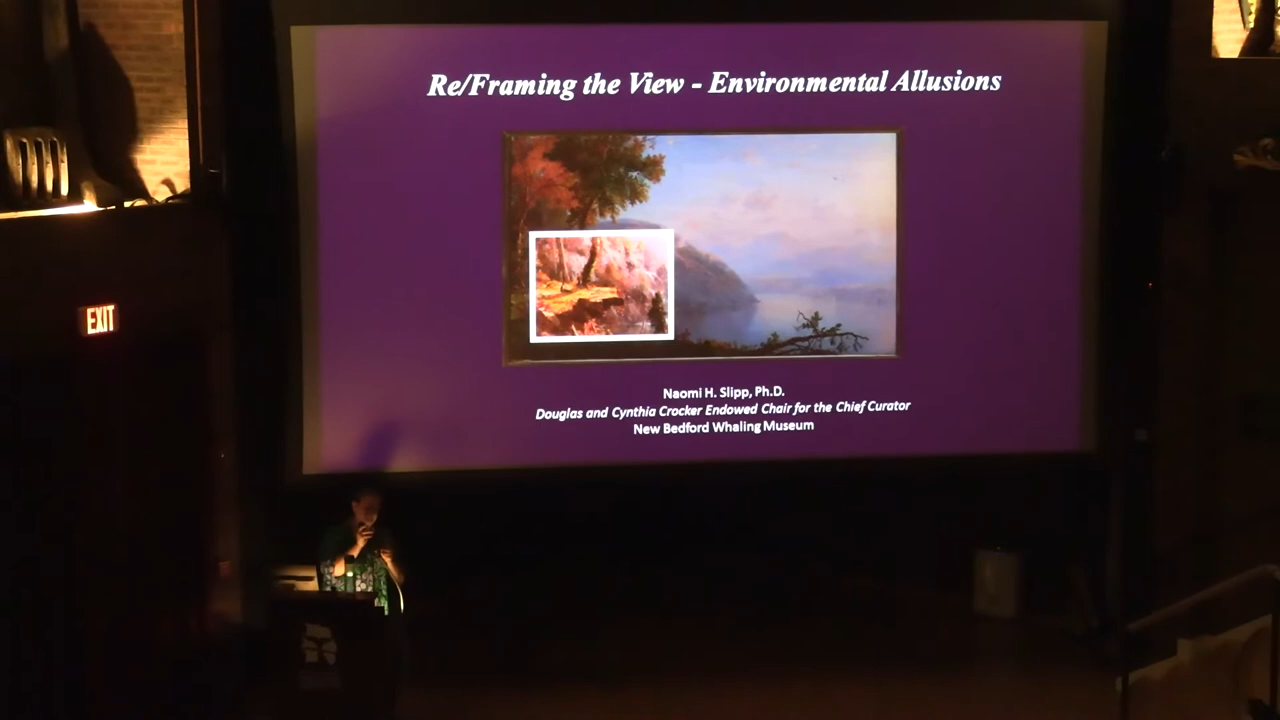 Re/Framing the View - Environmental Allusions
Naomi H. Slipp, Ph.D.
Douglas and Cynthia Crocker Endowed Chair for the Chief Curator
New Bedford Whaling Museum
EXIT